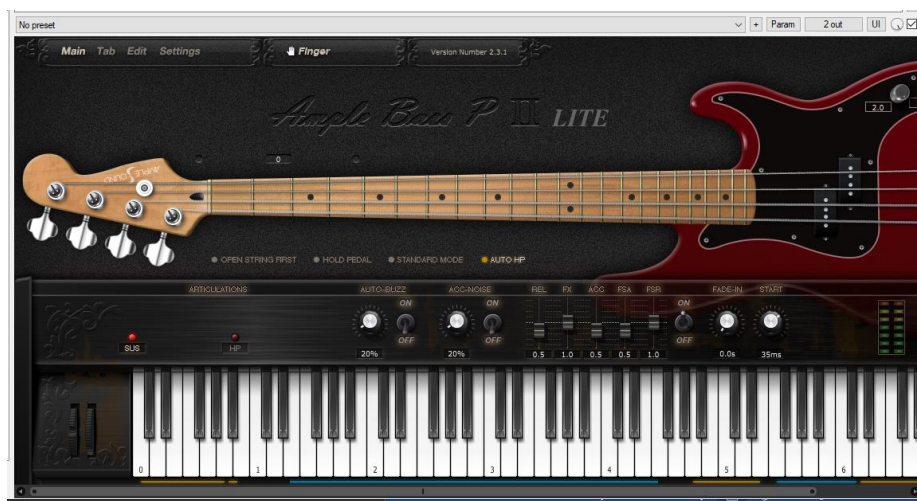 No preset
+ Param 2 out UI
Main Tab Edit Settings Finger Version Number 2.3.1
2.0
Ample Bass P II LITE
0
AMPLE SOUND
OPEN STRING FIRST HOLD PEDAL STANDARD MODE AUTO HP
ARTICULATIONS AUTO-BUZZ ACC-NOISE REL FX ACC FSA FSR FADE-IN START
ON ON ON
SUS HP OFF OFF OFF
20% 20% 0.5 1.0 0.5 0.5 1.0 0.0s 35ms
0 1 2 3 4 5 6